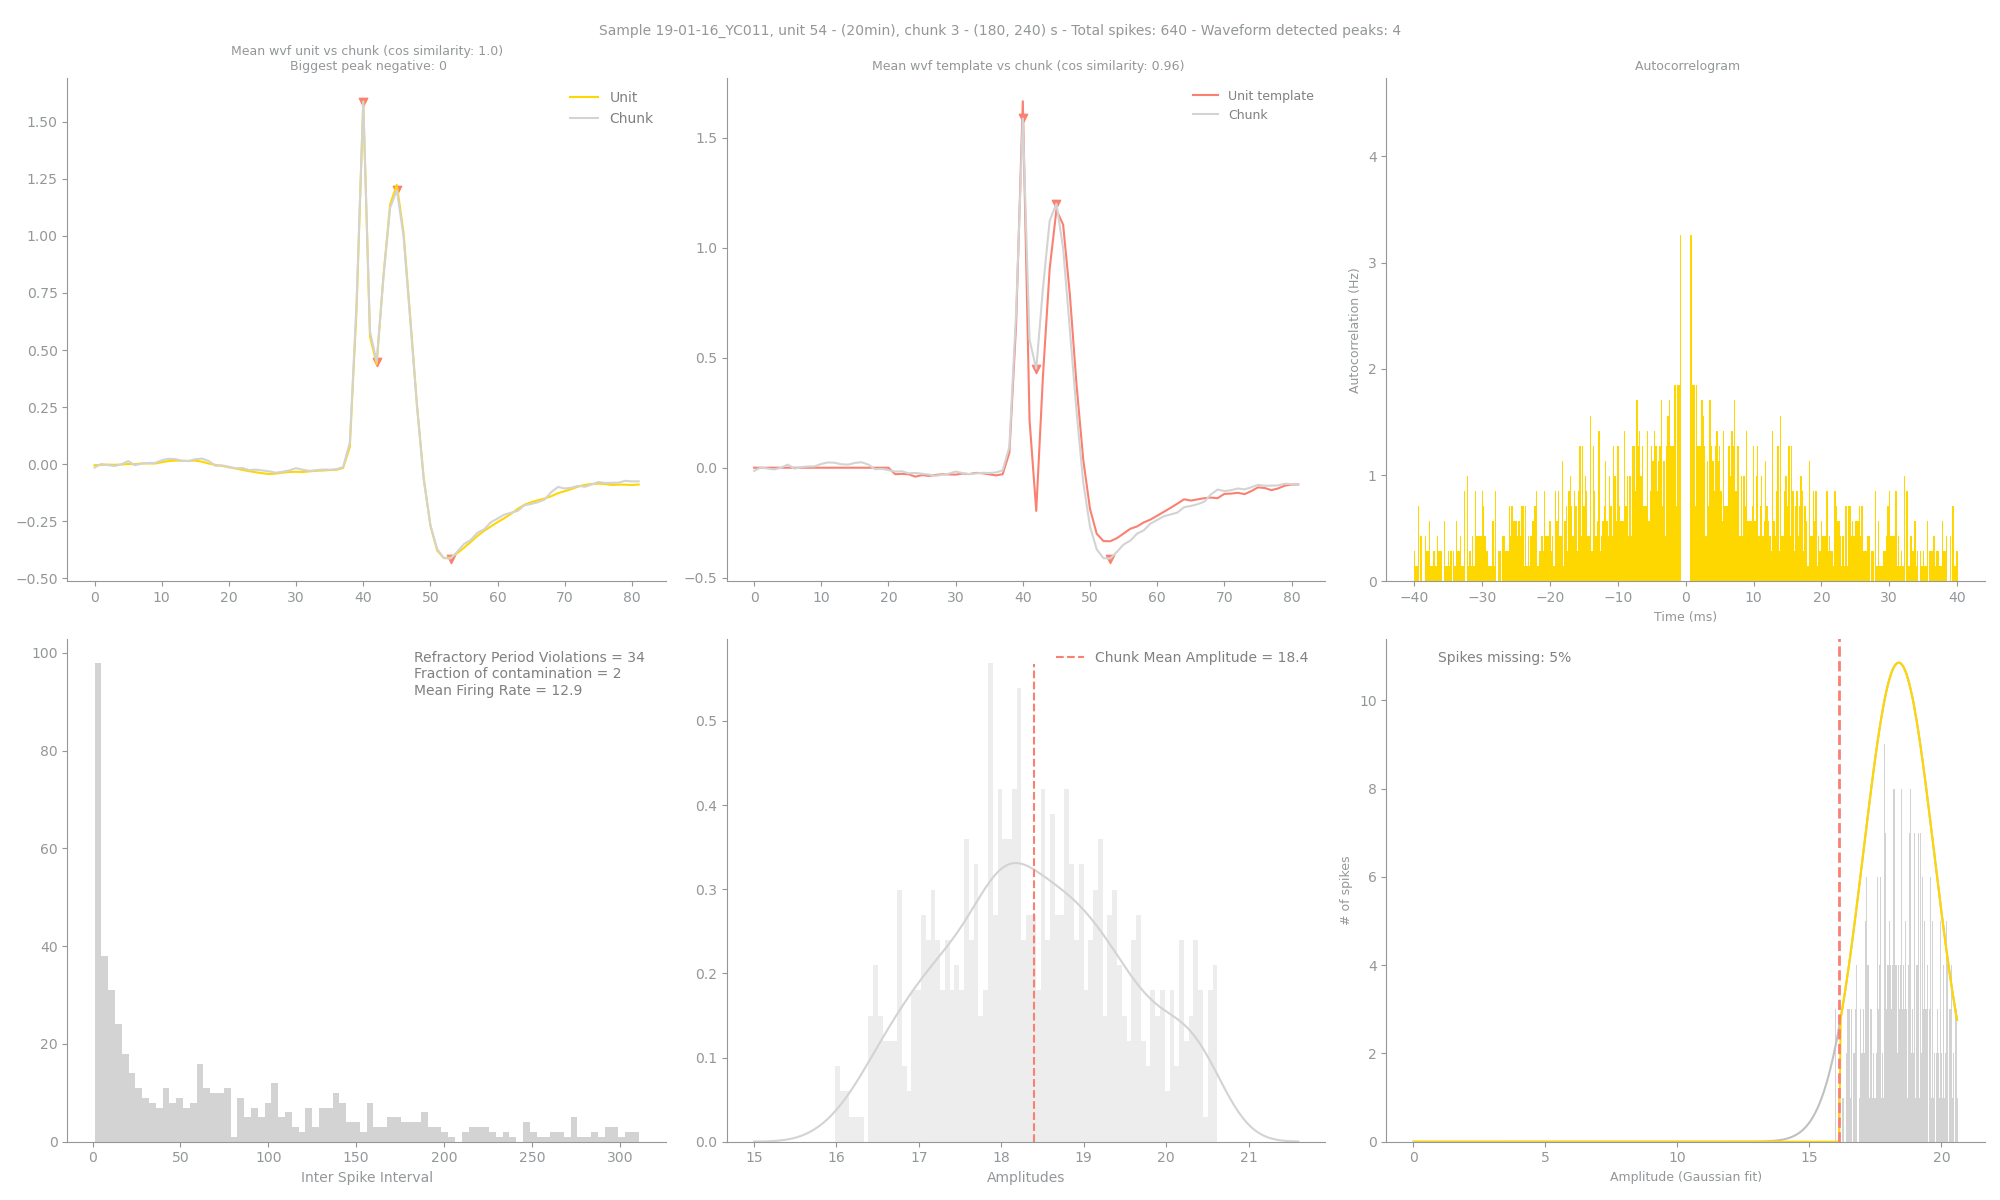 Sample 19-01-16_YC011, unit 54 - (20min), chunk 3 - (180, 240) s - Total spikes: 640 - Waveform detected peaks: 4
Mean wvf unit vs chunk (cos similarity: 1.0)
Biggest peak negative: 0
Unit
Chunk
1.50
1.25
1.00
0.75
0.50
0.25
0.00
−0.25
−0.50
0 10 20 30 40 50 60 70 80
Mean wvf template vs chunk (cos similarity: 0.96)
Unit template
Chunk
1.5
1.0
0.5
0.0
−0.5
0 10 20 30 40 50 60 70 80
Autocorrelogram
Autocorrelation (Hz)
4
3
2
1
0
−40 −30 −20 −10 0 10 20 30 40
Time (ms)
Refractory Period Violations = 34
Fraction of contamination = 2
Mean Firing Rate = 12.9
100
80
60
40
20
0
0 50 100 150 200 250 300
Inter Spike Interval
Chunk Mean Amplitude = 18.4
0.5
0.4
0.3
0.2
0.1
0.0
15 16 17 18 19 20 21
Amplitudes
Spikes missing: 5%
# of spikes
10
8
6
4
2
0
0 5 10 15 20
Amplitude (Gaussian fit)